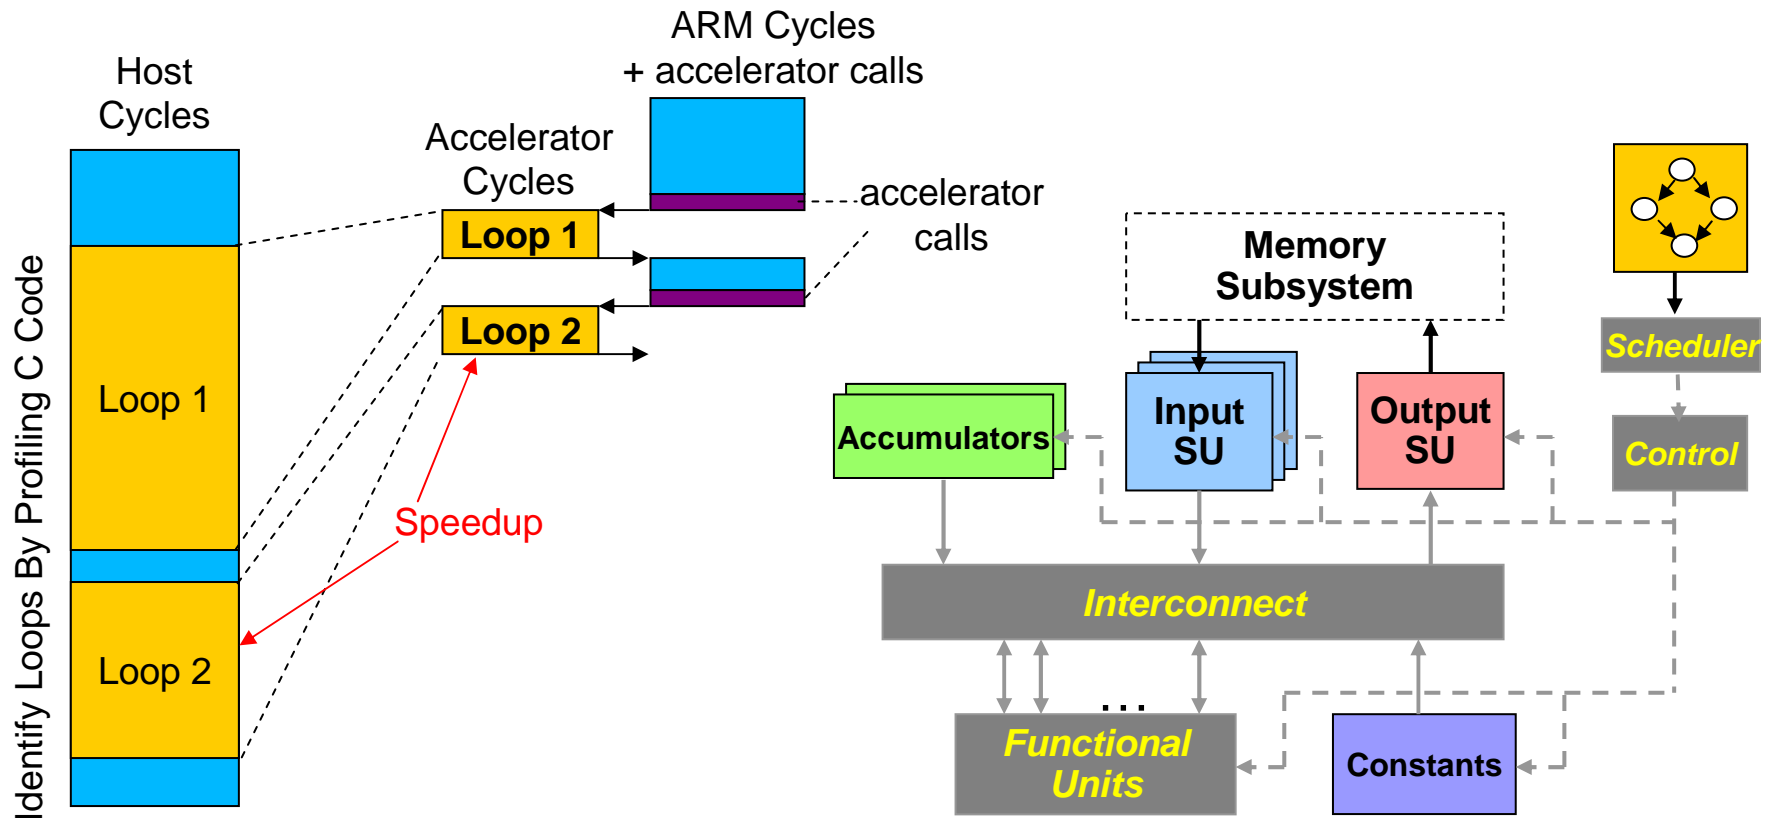 Identify Loops By Profiling C Code
Host
Cycles
Loop 1
Loop 2
Accelerator
Cycles
Loop 1
Loop 2
Speedup
ARM Cycles
+ accelerator calls
accelerator
calls
Memory
Subsystem
Accumulators
Input
SU
Output
SU
Scheduler
Control
Interconnect
...
Functional
Units
Constants